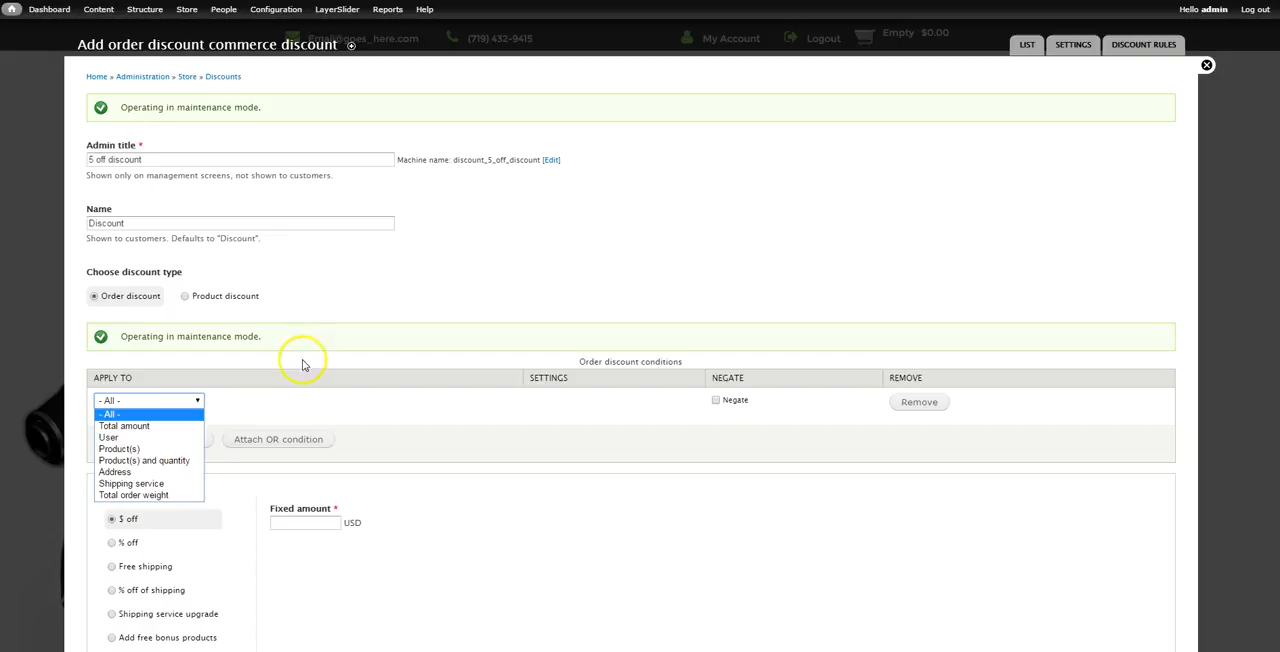 Dashboard Content Structure Store People Configuration LayerSlider Reports Help Hello admin Log out
Email@goes_here.com (719) 432-9415 My Account Logout Empty $0.00
Add order discount commerce discount
LIST SETTINGS DISCOUNT RULES
Home » Administration » Store » Discounts
Operating in maintenance mode.
Admin title *
5 off discount Machine name: discount_5_off_discount [Edit]
Shown only on management screens, not shown to customers.
Name
Discount
Shown to customers. Defaults to "Discount".
Choose discount type
Order discount Product discount
Operating in maintenance mode.
Order discount conditions
APPLY TO SETTINGS NEGATE REMOVE
- All - Negate Remove
- All -
Total amount
User
Attach OR condition
Product(s)
Product(s) and quantity
Address
Shipping service
Total order weight
$ off
% off
Free shipping
% off of shipping
Shipping service upgrade
Add free bonus products
Fixed amount *
USD